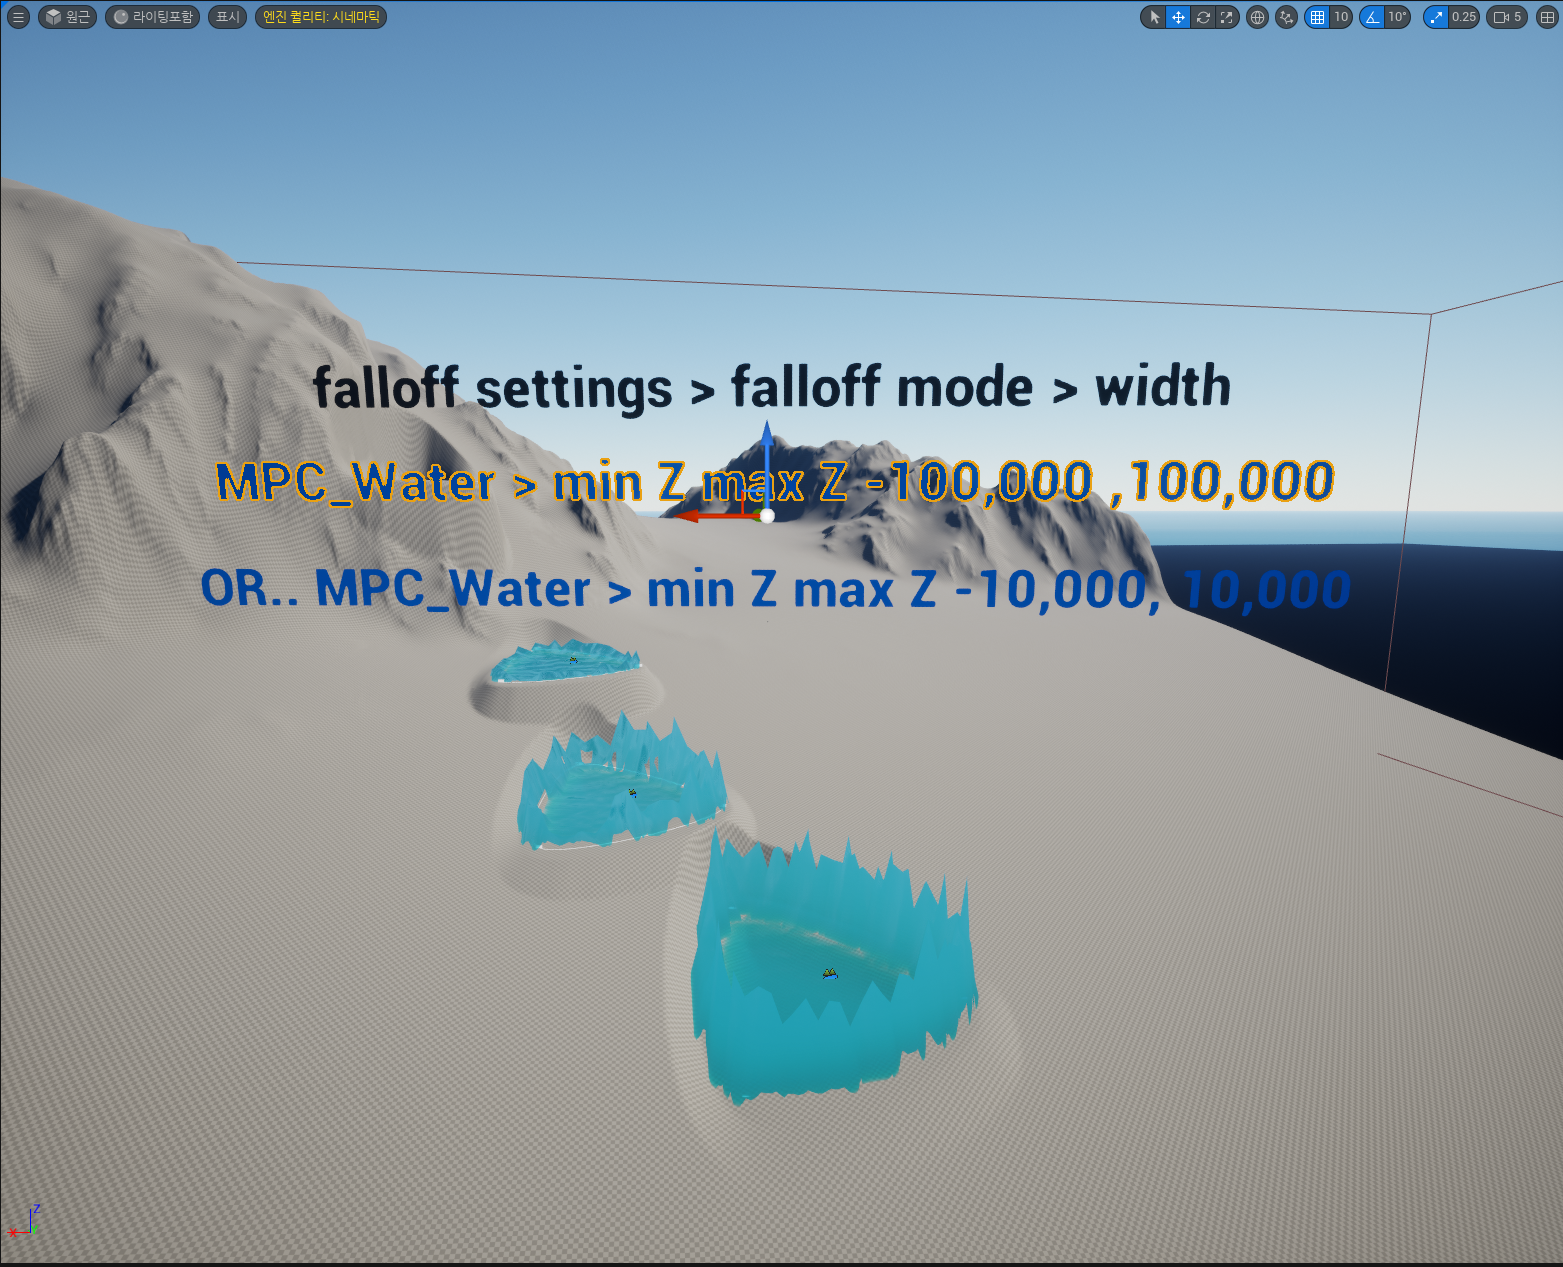 원근 라이팅포함 표시 엔진 퀄리티: 시네마틱 10 10° 0.25 5
falloff settings > falloff mode > width
MPC_Water > min Z max Z -100,000 ,100,000
OR.. MPC_Water > min Z max Z -10,000, 10,000
Z
X